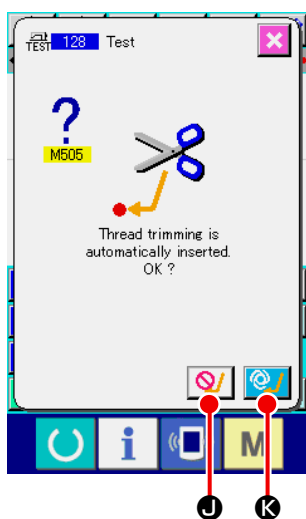 TEST 128 Test
?
M505
Thread trimming is
automatically inserted.
OK ?
i M
J K